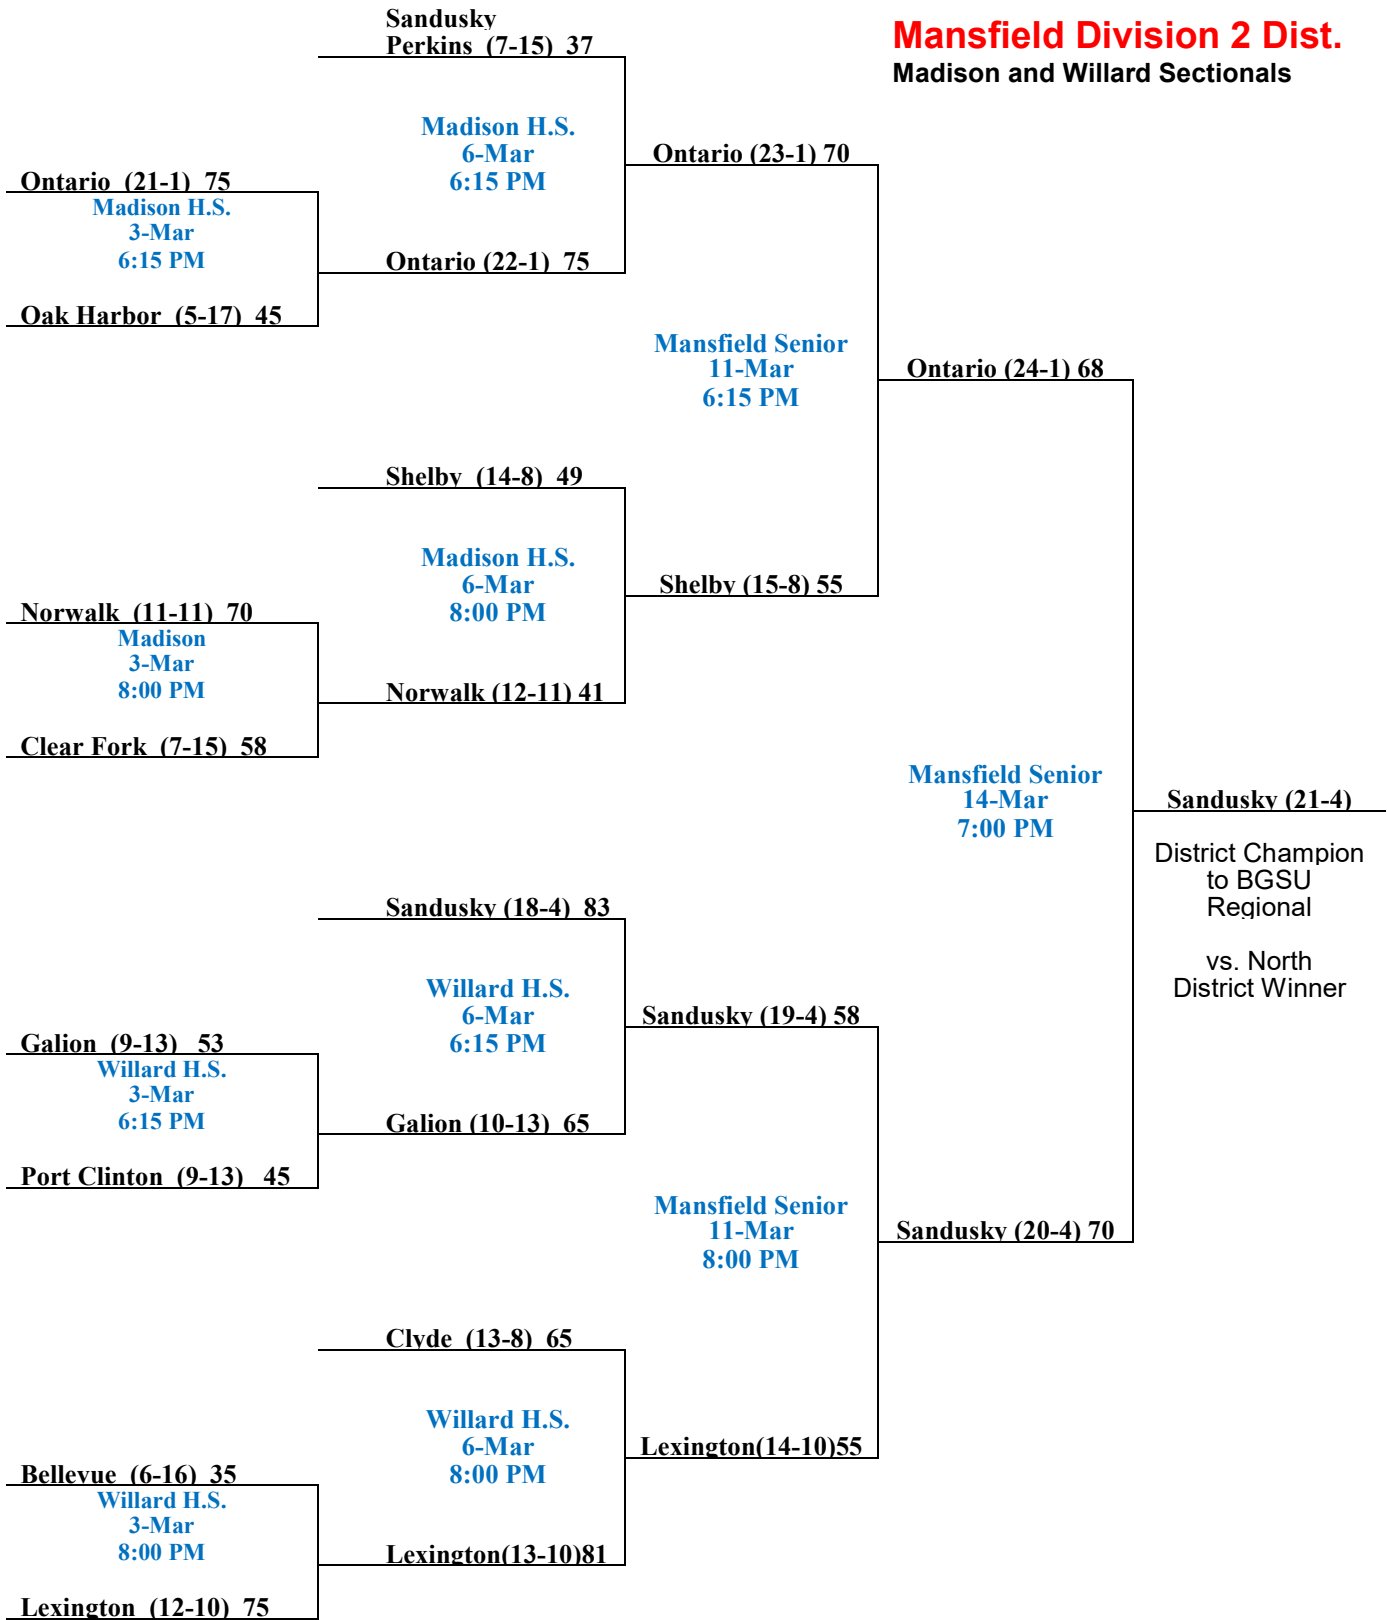 Mansfield Division 2 Dist.
Madison and Willard Sectionals
Sandusky
Perkins (7-15) 37
Madison H.S.
6-Mar
6:15 PM
Ontario (23-1) 70
Ontario (21-1) 75
Madison H.S.
3-Mar
6:15 PM
Ontario (22-1) 75
Oak Harbor (5-17) 45
Mansfield Senior
11-Mar
6:15 PM
Ontario (24-1) 68
Shelby (14-8) 49
Madison H.S.
6-Mar
8:00 PM
Shelby (15-8) 55
Norwalk (11-11) 70
Madison
3-Mar
8:00 PM
Norwalk (12-11) 41
Clear Fork (7-15) 58
Mansfield Senior
14-Mar
7:00 PM
Sandusky (21-4)
District Champion
to BGSU
Regional
vs. North
District Winner
Sandusky (18-4) 83
Willard H.S.
6-Mar
6:15 PM
Sandusky (19-4) 58
Galion (9-13) 53
Willard H.S.
3-Mar
6:15 PM
Galion (10-13) 65
Port Clinton (9-13) 45
Mansfield Senior
11-Mar
8:00 PM
Sandusky (20-4) 70
Clyde (13-8) 65
Willard H.S.
6-Mar
8:00 PM
Lexington(14-10)55
Bellevue (6-16) 35
Willard H.S.
3-Mar
8:00 PM
Lexington(13-10)81
Lexington (12-10) 75